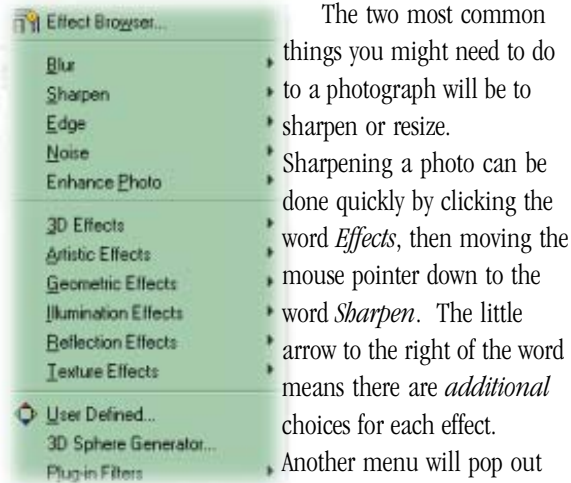 Effect Browser...
Blur
Sharpen
Edge
Noise
Enhance Photo
3D Effects
Artistic Effects
Geometric Effects
Illumination Effects
Reflection Effects
Texture Effects
User Defined...
3D Sphere Generator...
Plug-in Filters
The two most common
things you might need to do
to a photograph will be to
sharpen or resize.
Sharpening a photo can be
done quickly by clicking the
word Effects, then moving the
mouse pointer down to the
word Sharpen. The little
arrow to the right of the word
means there are additional
choices for each effect.
Another menu will pop out